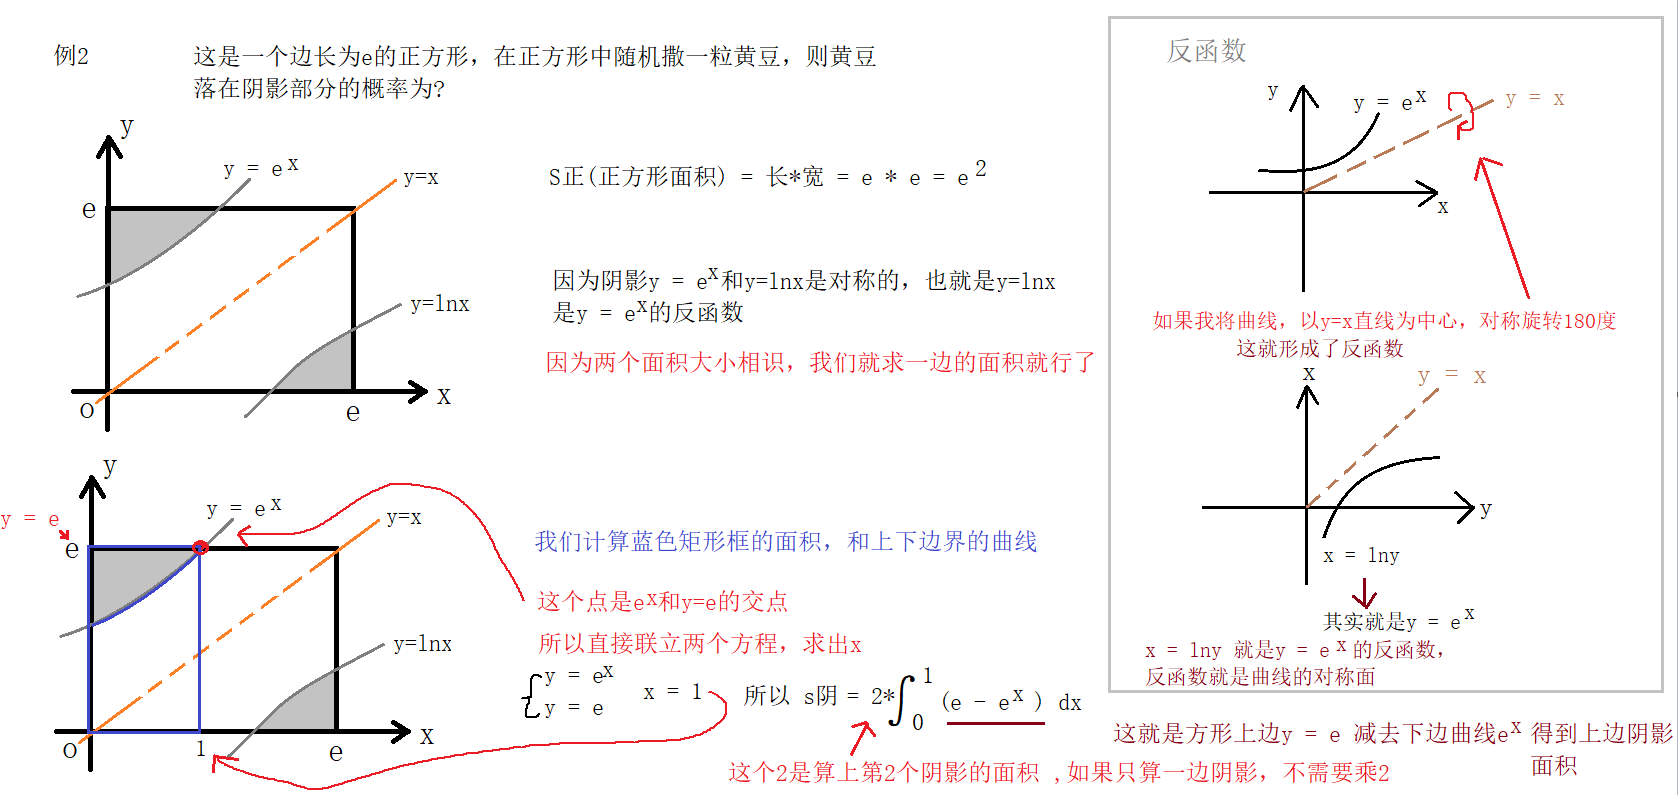 例2
这是一个边长为e的正方形，在正方形中随机撒一粒黄豆，则黄豆
落在阴影部分的概率为?
y
y = e^x
y=x
e
y=lnx
o
e
x
S正(正方形面积) = 长*宽 = e * e = e^2
因为阴影y = e^x和y=lnx是对称的，也就是y=lnx
是y = e^x的反函数
因为两个面积大小相识，我们就求一边的面积就行了
y
y = e^x
y=x
y = e
e
y=lnx
o
1
e
x
我们计算蓝色矩形框的面积，和上下边界的曲线
这个点是e^x和y=e的交点
所以直接联立两个方程，求出x
y = e^x
y = e
x = 1
所以 s阴 = 2*∫_0^1 (e - e^x ) dx
这个2是算上第2个阴影的面积 ,如果只算一边阴影，不需要乘2
反函数
y
y = e^x
y = x
x
如果我将曲线，以y=x直线为中心，对称旋转180度
这就形成了反函数
x
y = x
y
x = lny
其实就是y = e^x
x = lny 就是y = e^x的反函数，
反函数就是曲线的对称面
这就是方形上边y = e 减去下边曲线e^x 得到上边阴影
面积